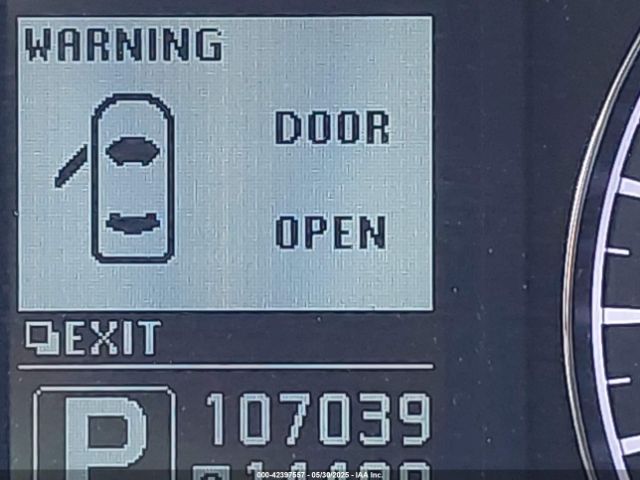 WARNING
DOOR
OPEN
EXIT
P
107039
000-42397557 - 05/30/2025 - IAA Inc.